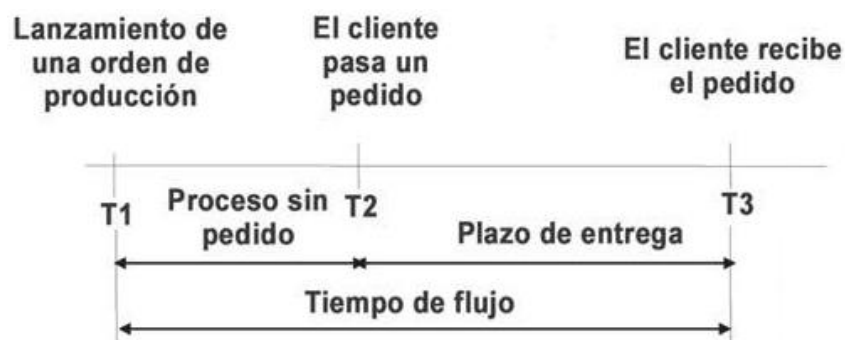 Lanzamiento de
una orden de
producción
El cliente
pasa un
pedido
El cliente recibe
el pedido
T1
Proceso sin
pedido
T2
Plazo de entrega
T3
Tiempo de flujo